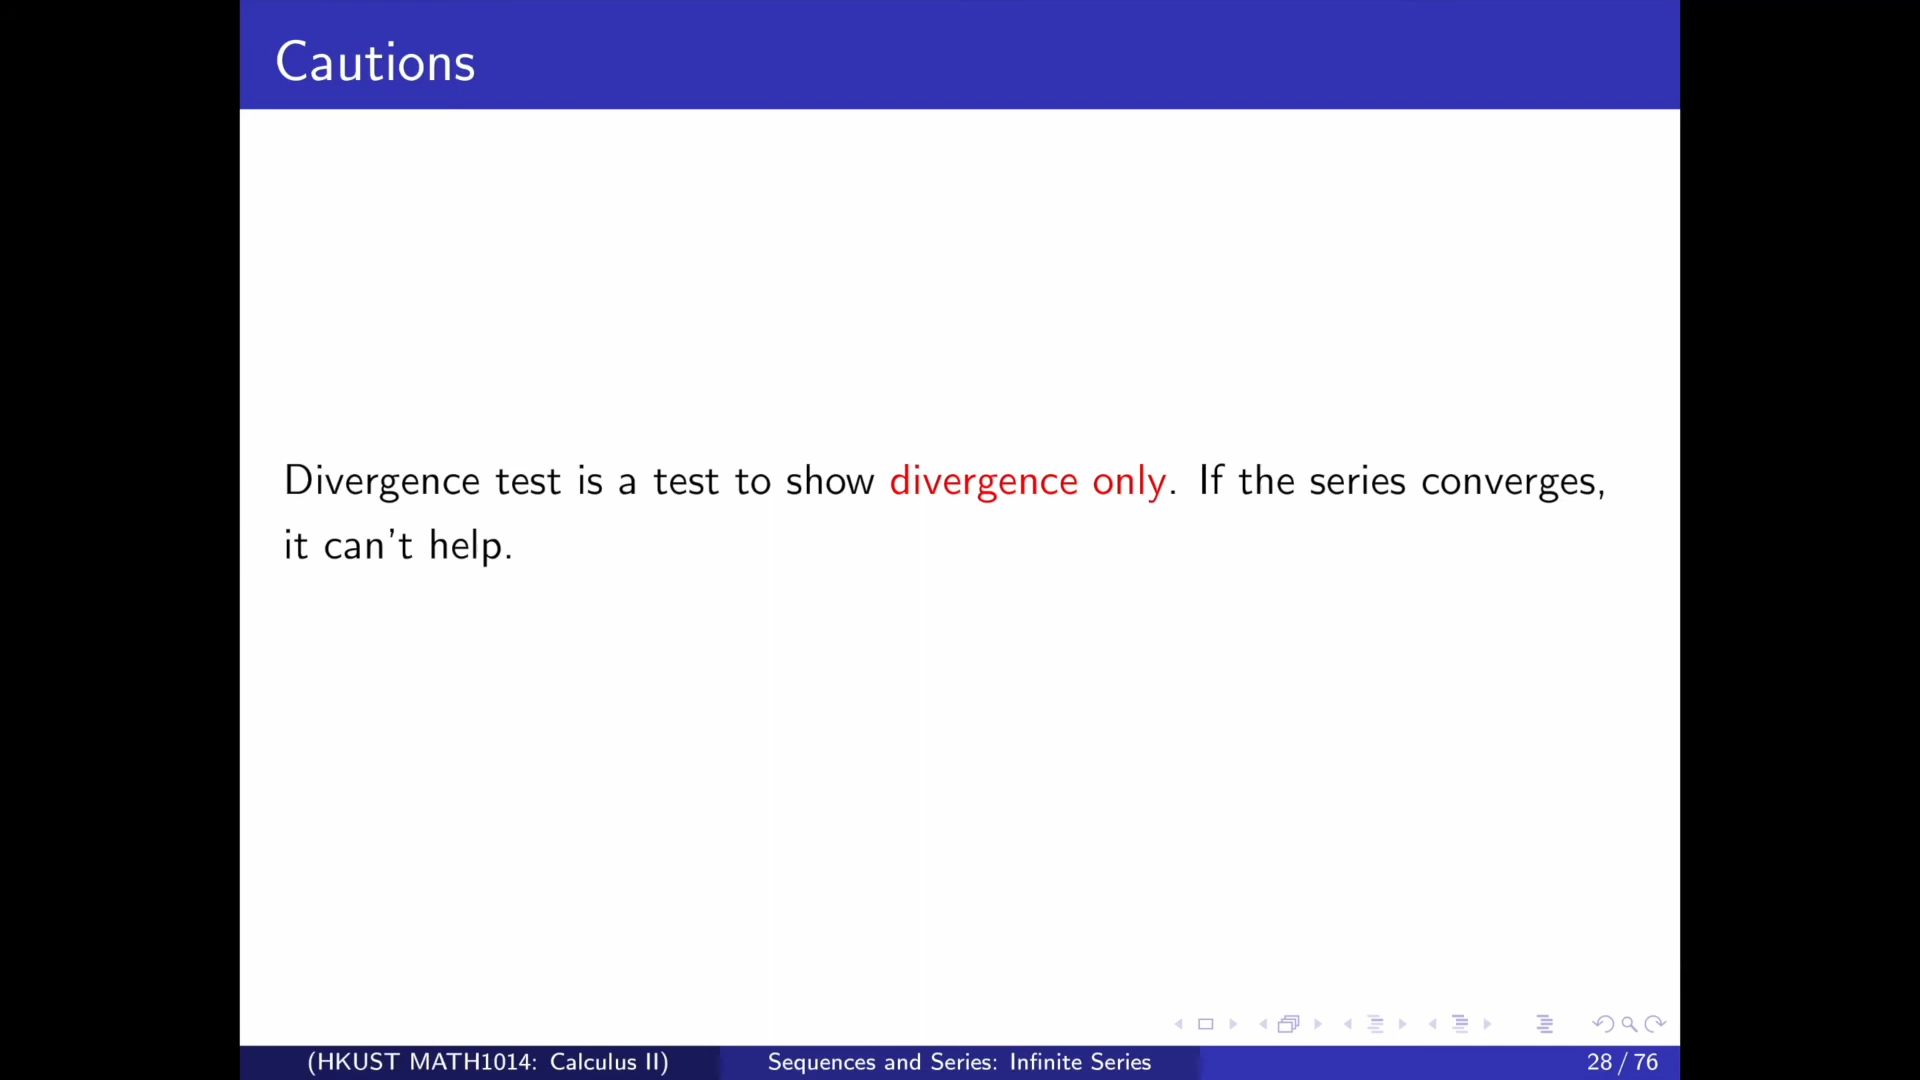 Cautions
Divergence test is a test to show divergence only. If the series converges,
it can't help.
(HKUST MATH1014: Calculus II)
Sequences and Series: Infinite Series
28 / 76